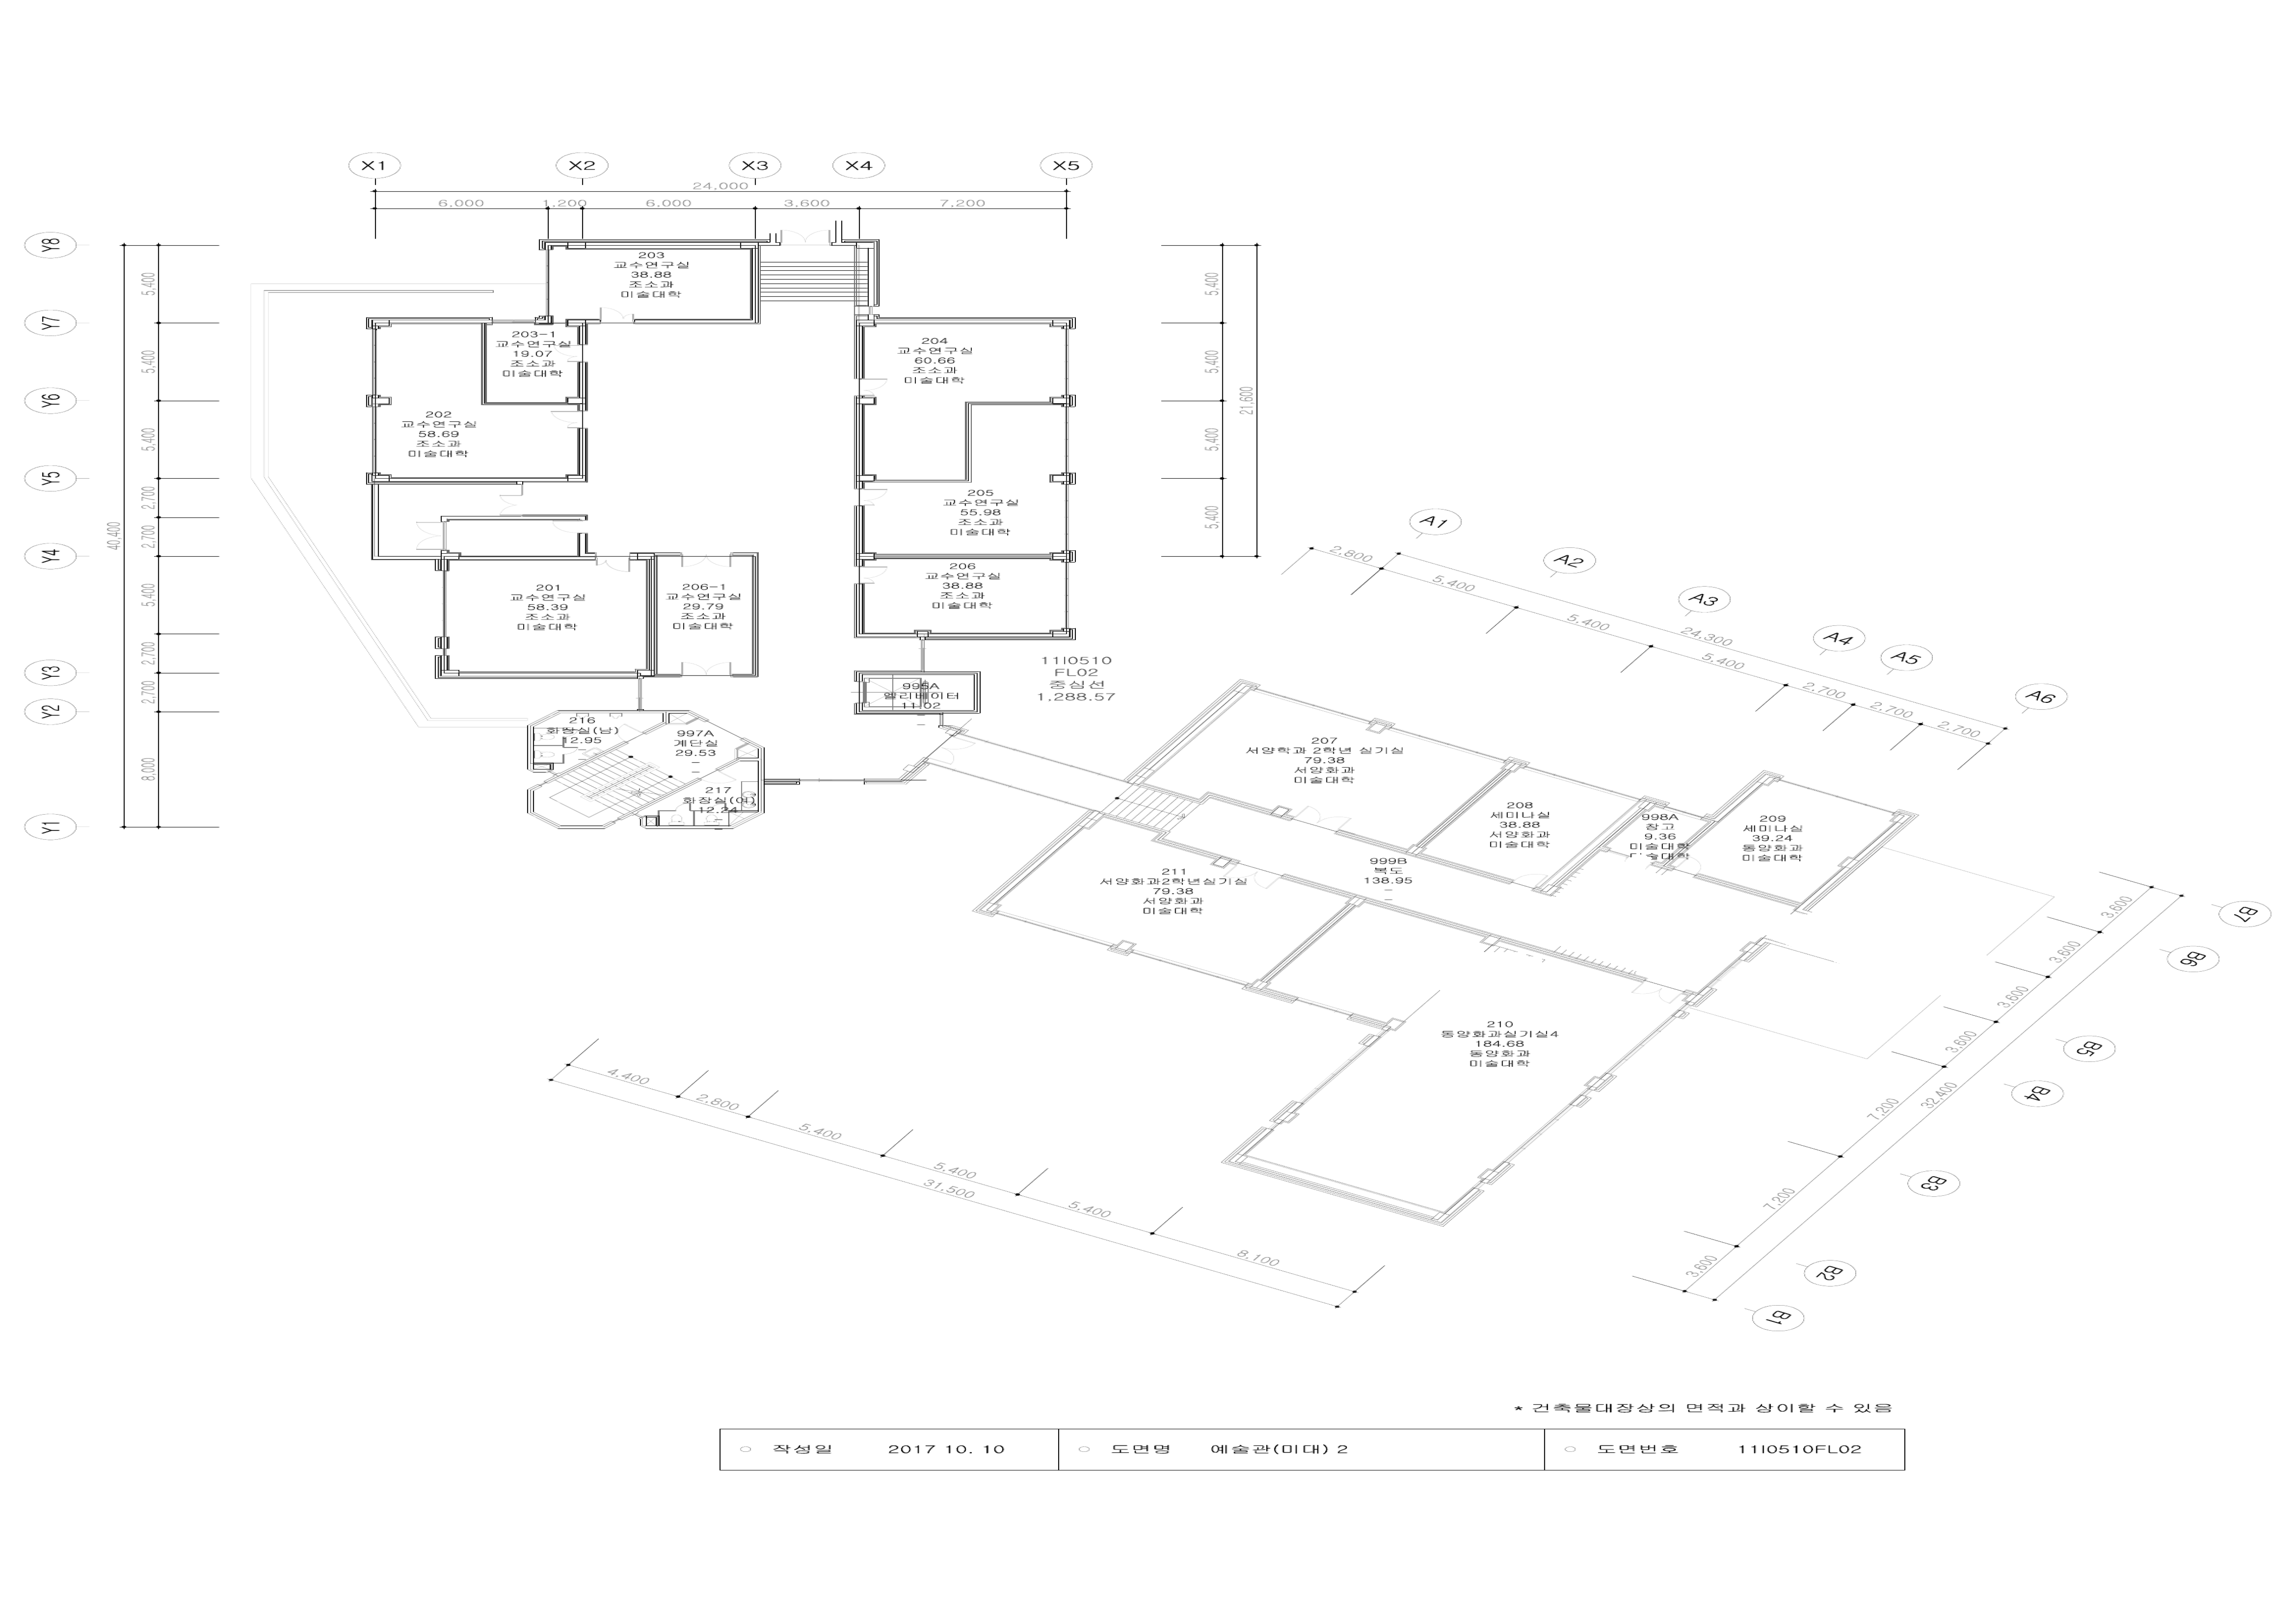 X1
X2
X3
X4
X5
24,000
6,000
1,200
6,000
3,600
7,200
Y8
Y7
Y6
Y5
Y4
Y3
Y2
Y1
40,400
5,400
5,400
5,400
2,700
2,700
5,400
2,700
2,700
8,000
5,400
5,400
5,400
5,400
21,600
203
교수연구실
38.88
조소과
미술대학
203-1
교수연구실
19.07
조소과
미술대학
202
교수연구실
58.69
조소과
미술대학
204
교수연구실
60.66
조소과
미술대학
205
교수연구실
55.98
조소과
미술대학
206
교수연구실
38.88
조소과
미술대학
201
교수연구실
58.39
조소과
미술대학
206-1
교수연구실
29.79
조소과
미술대학
11I0510
FL02
중심선
1,288.57
995A
엘리베이터
11.02
216
화장실(남)
12.95
997A
계단실
29.53
217
화장실(여)
12.24
A1
A2
A3
A4
A5
A6
2,800
5,400
5,400
24,300
5,400
2,700
2,700
2,700
207
서양학과 2학년 실기실
79.38
서양화과
미술대학
208
세미나실
38.88
서양화과
미술대학
998A
창고
9.36
미술대학
209
세미나실
39.24
동양화과
미술대학
999B
복도
138.95
211
서양화과2학년실기실
79.38
서양화과
미술대학
210
동양화과실기실4
184.68
동양화과
미술대학
B7
B6
B5
B4
B3
B2
B1
3,600
3,600
3,600
3,600
7,200
32,400
7,200
3,600
4,400
2,800
5,400
5,400
31,500
5,400
8,100
* 건축물대장상의 면적과 상이할 수 있음
작성일 2017 10. 10 도면명 예술관(미대) 2 도면번호 11I0510FL02